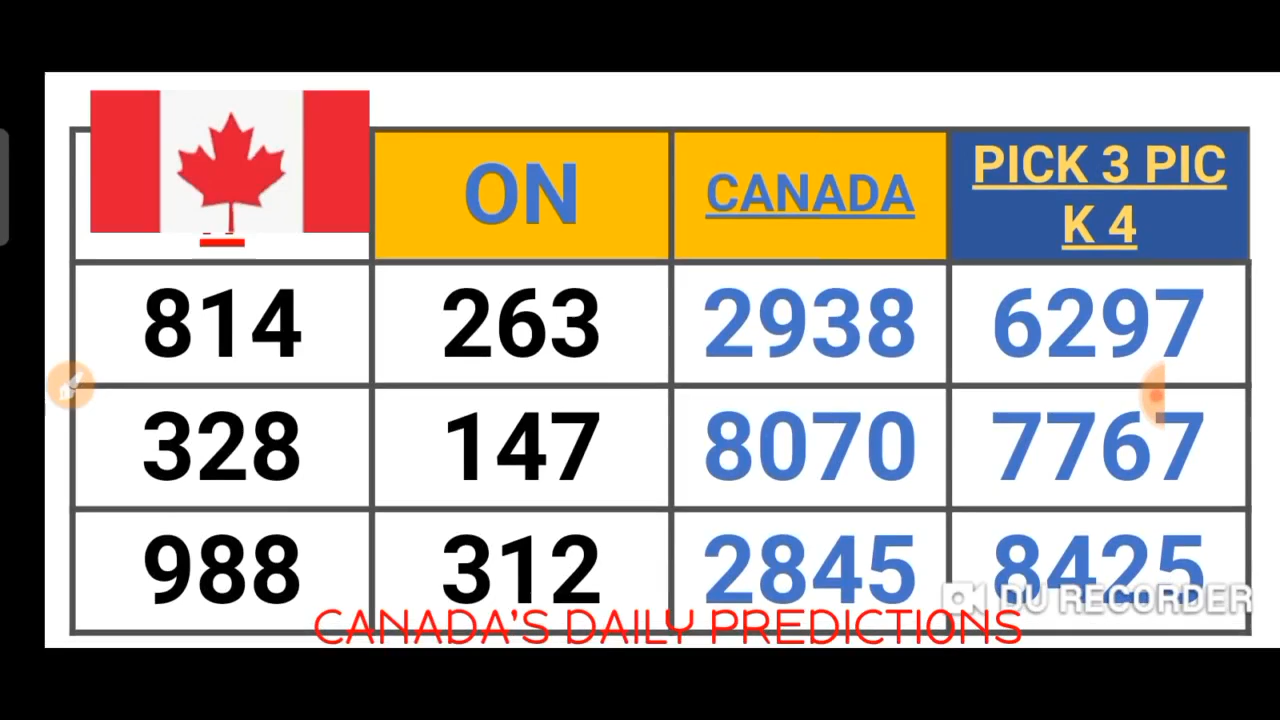 ON CANADA PICK 3 PIC
K 4
814 263 2938 6297
328 147 8070 7767
988 312 2845 8425
DU RECORDER
CANADA'S DAILY PREDICTIONS